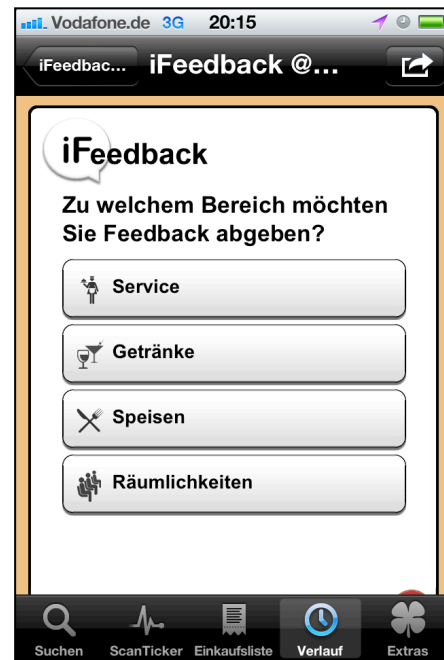 Vodafone.de 3G 20:15
iFeedbac... iFeedback @...
iFeedback
Zu welchem Bereich möchten
Sie Feedback abgeben?
Service
Getränke
Speisen
Räumlichkeiten
Suchen ScanTicker Einkaufsliste Verlauf Extras